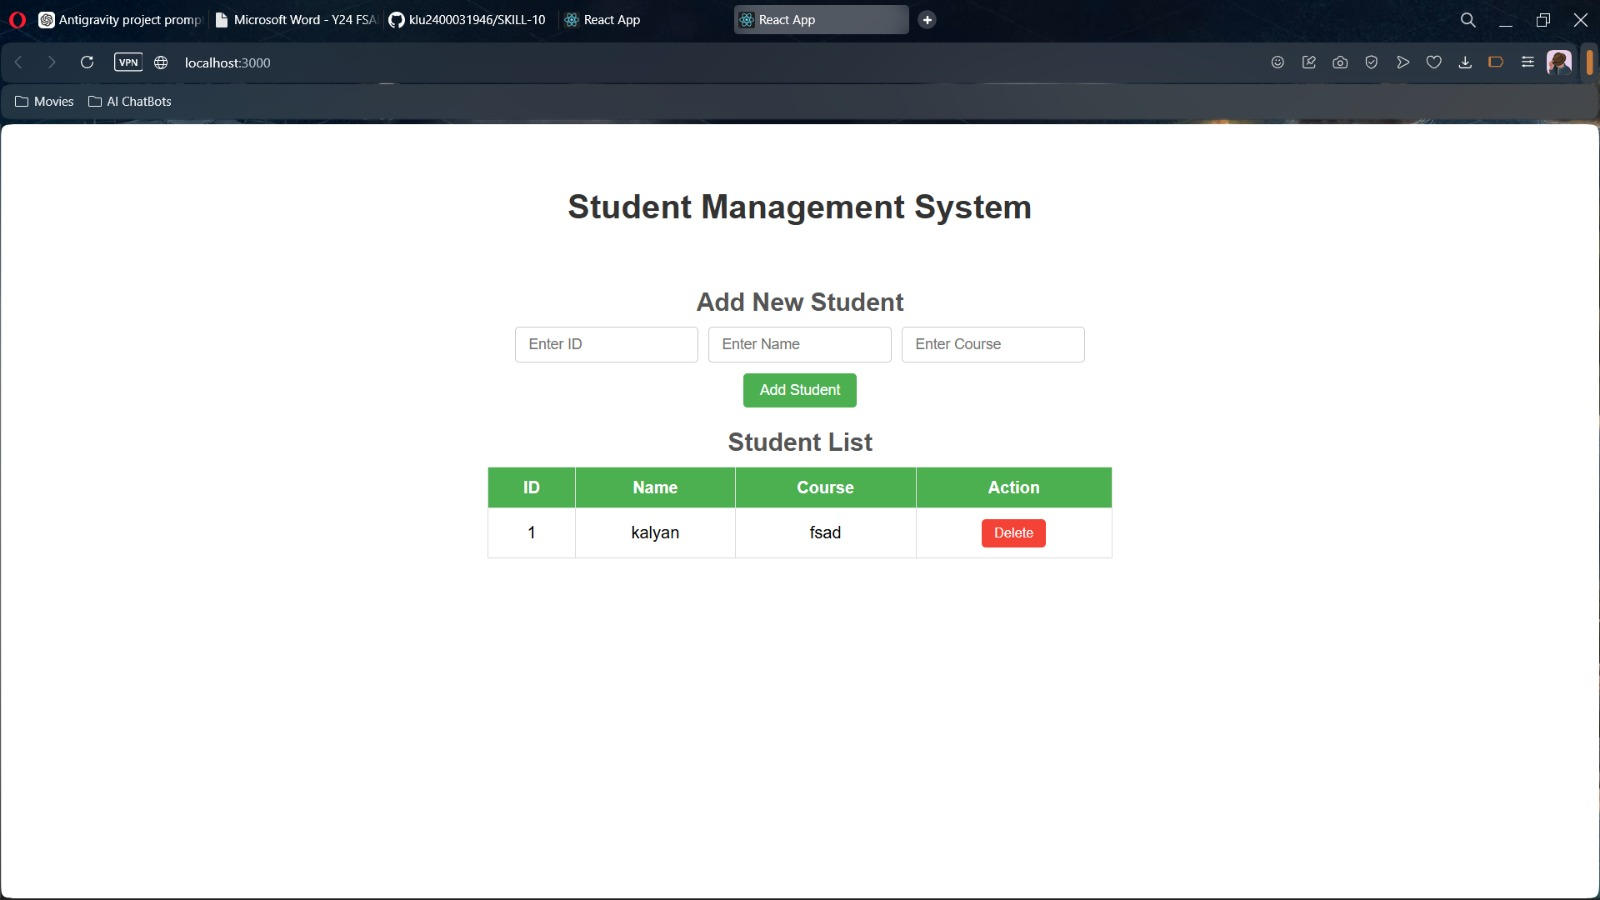 Antigravity project promp
Microsoft Word - Y24 FSA
klu2400031946/SKILL-10
React App
React App
VPN
localhost:3000
Movies
AI ChatBots
Student Management System
Add New Student
Enter ID
Enter Name
Enter Course
Add Student
Student List
ID Name Course Action
1 kalyan fsad Delete